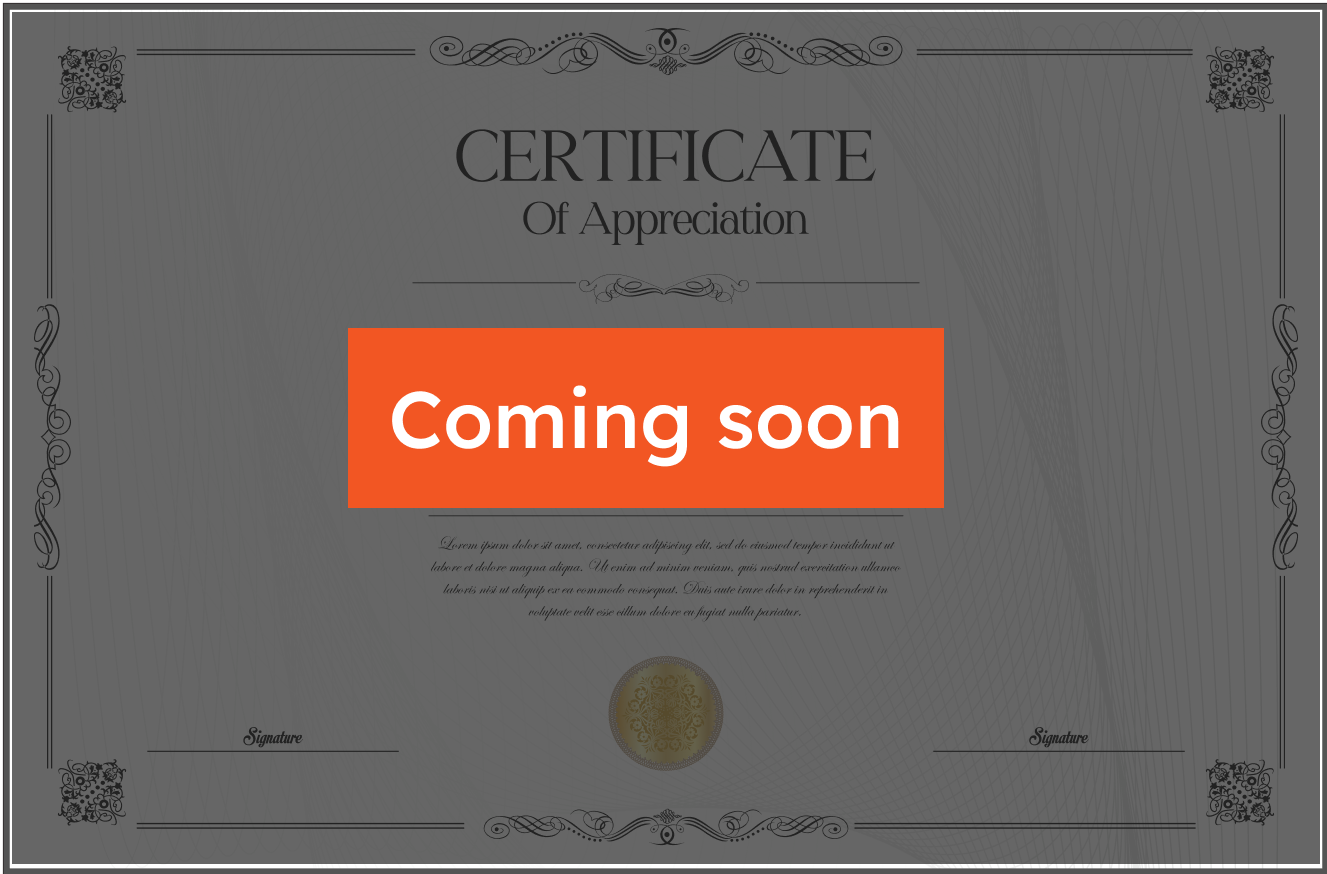 CERTIFICATE
Of Appreciation
Coming soon
Lorem ipsum dolor sit amet, consectetur adipiscing elit, sed do eiusmod tempor incididunt ut
labore et dolore magna aliqua. Ut enim ad minim veniam, quis nostrud exercitation ullamco
laboris nisi ut aliquip ex ea commodo consequat. Duis aute irure dolor in reprehenderit in
voluptate velit esse cillum dolore eu fugiat nulla pariatur.
Signature
Signature